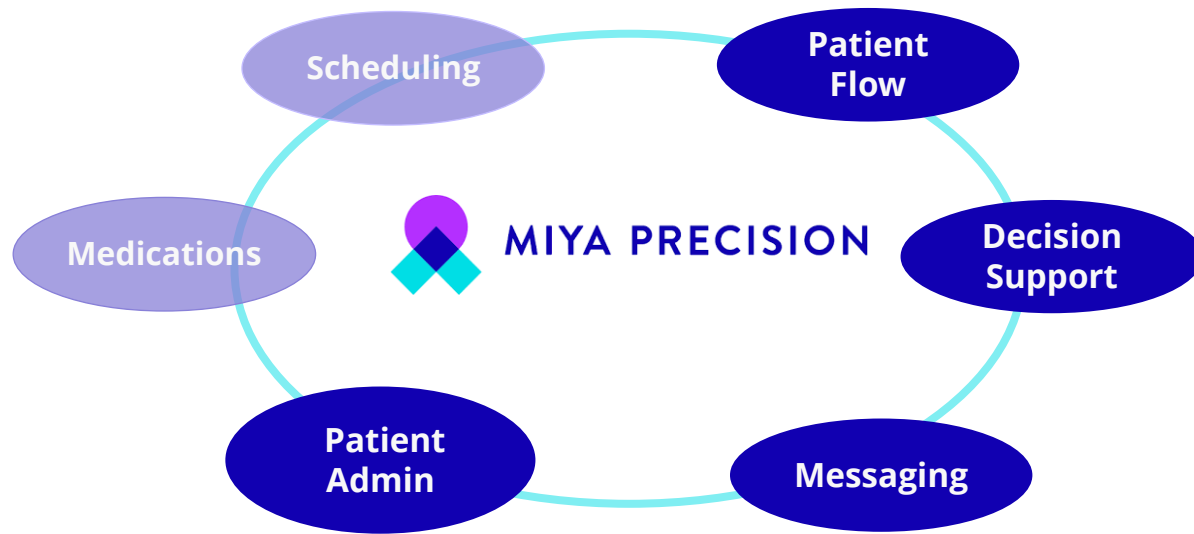 Scheduling
Patient
Flow
Medications
MIYA PRECISION
Decision
Support
Patient
Admin
Messaging